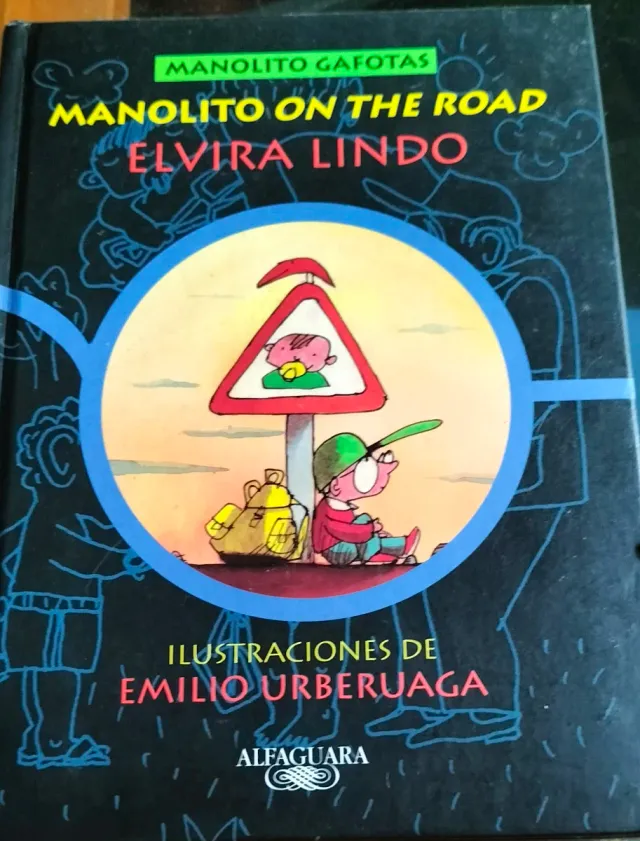 MANOLITO GAFOTAS
MANOLITO ON THE ROAD
ELVIRA LINDO
ILUSTRACIONES DE
EMILIO URBERUAGA
ALFAGUARA